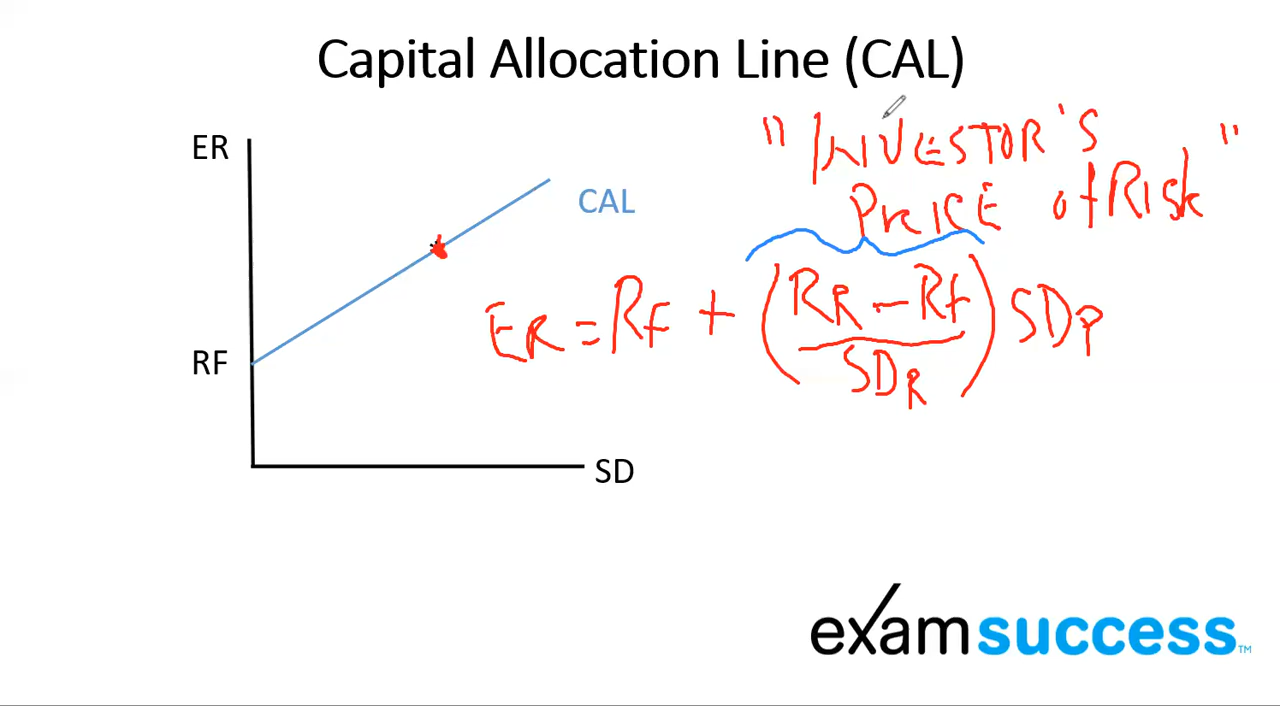 Capital Allocation Line (CAL)
"INVESTOR'S
PRICE of Risk"
ER
CAL
ER = RF + (RR - Rf / SDR) SDP
RF
SD
examsuccess™